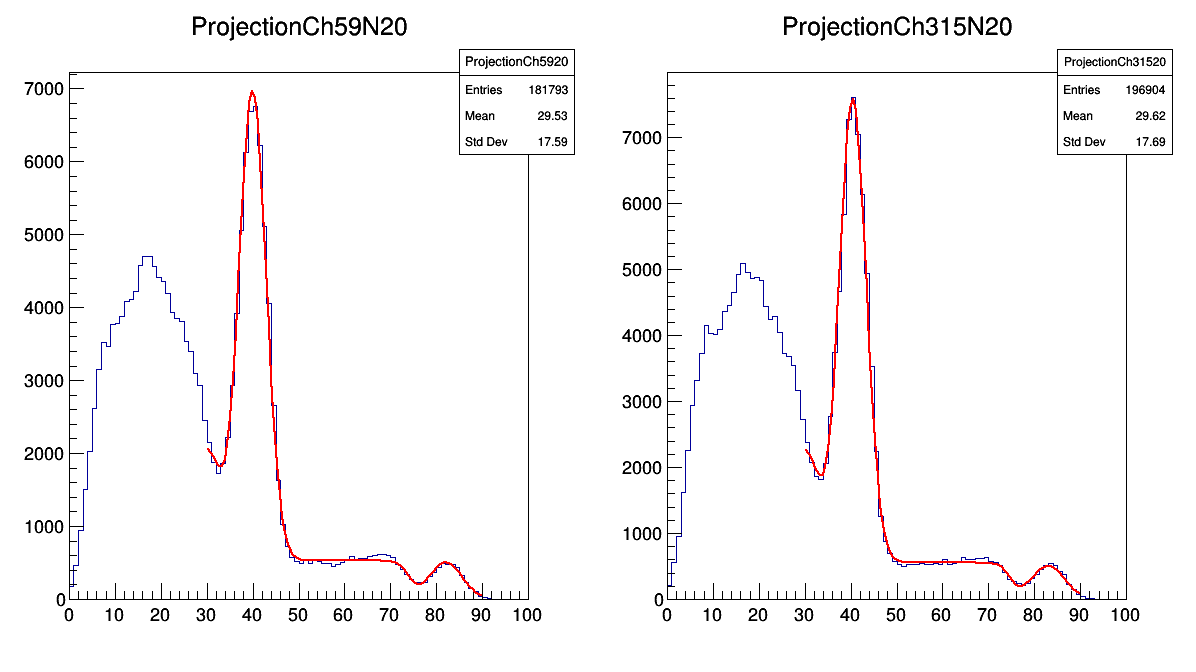 ProjectionCh59N20
ProjectionCh5920
Entries 181793
Mean 29.53
Std Dev 17.59
7000
6000
5000
4000
3000
2000
1000
0
0 10 20 30 40 50 60 70 80 90 100
ProjectionCh315N20
ProjectionCh31520
Entries 196904
Mean 29.62
Std Dev 17.69
7000
6000
5000
4000
3000
2000
1000
0
0 10 20 30 40 50 60 70 80 90 100